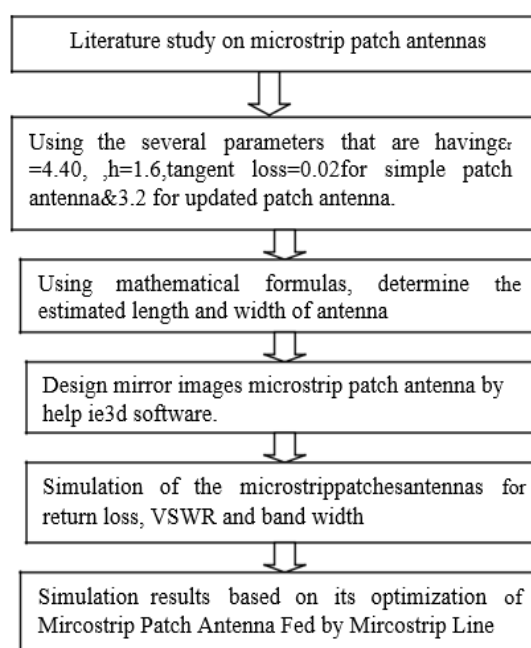 Literature study on microstrip patch antennas
Using the several parameters that are havingεr
=4.40, ,h=1.6,tangent loss=0.02for simple patch
antenna&3.2 for updated patch antenna.
Using mathematical formulas, determine the
estimated length and width of antenna
Design mirror images microstrip patch antenna by
help ie3d software.
Simulation of the microstrippatchesantennas for
return loss, VSWR and band width
Simulation results based on its optimization of
Mircostrip Patch Antenna Fed by Mircostrip Line